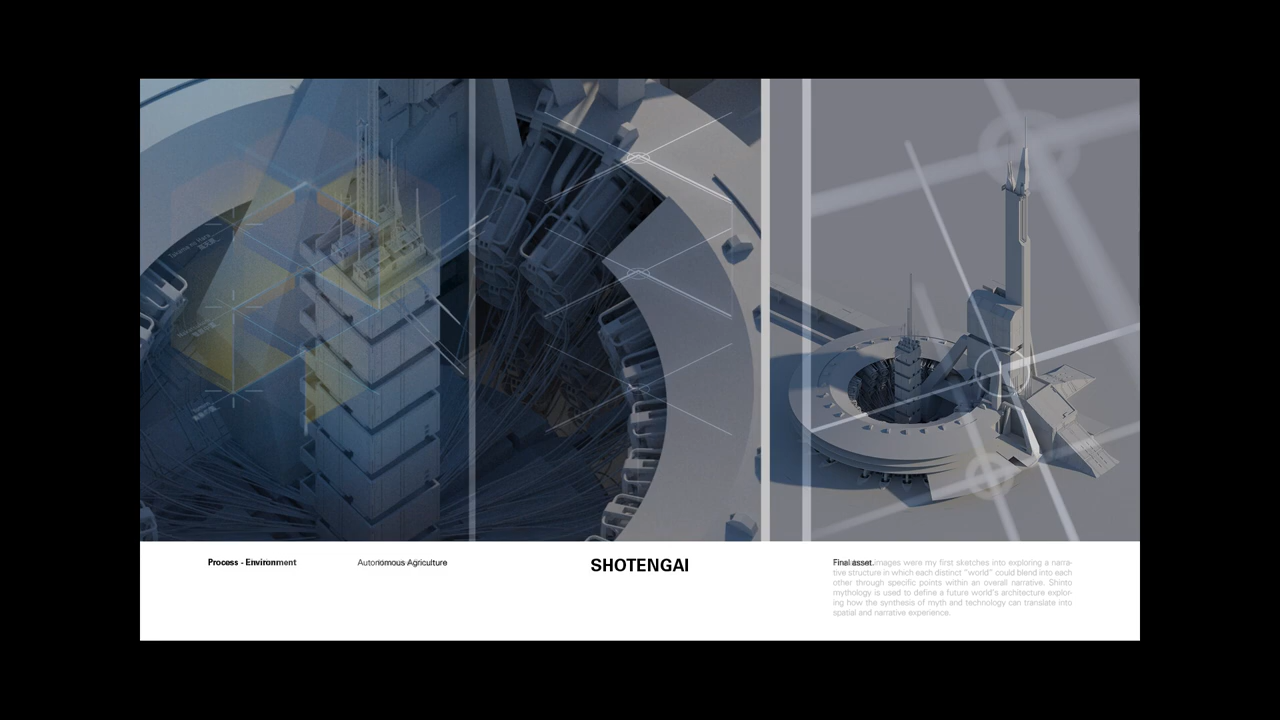 Process - Environment
Autonomous Agriculture
SHOTENGAI
Final asset. images were my first sketches into exploring a narra-
tive structure in which each distinct "world" could blend into each
other through specific points within an overall narrative. Shinto
mythology is used to define a future world's architecture explor-
ing how the synthesis of myth and technology can translate into
spatial and narrative experience.